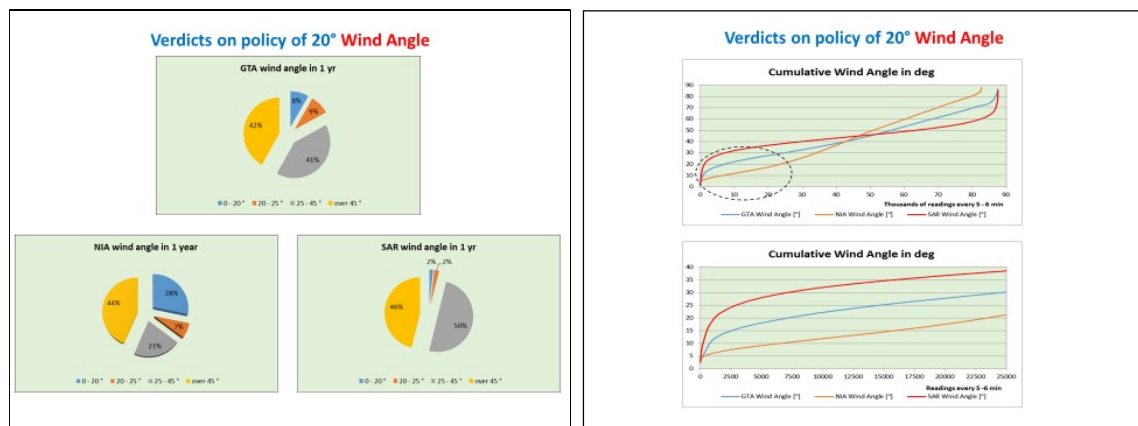 Verdicts on policy of 20° Wind Angle
GTA wind angle in 1 yr
8%
9%
41%
42%
0 - 20 ° 20 - 25 ° 25 - 45 ° over 45 °
NIA wind angle in 1 year
28%
7%
21%
44%
0 - 20 ° 20 - 25 ° 25 - 45 ° over 45 °
SAR wind angle in 1 yr
2% 2%
50%
46%
0 - 20 ° 20 - 25 ° 25 - 45 ° over 45 °
Verdicts on policy of 20° Wind Angle
Cumulative Wind Angle in deg
90
80
70
60
50
40
30
20
10
0
0 10 20 30 40 50 60 70 80 90
Thousands of readings every 5 - 6 min
GTA Wind Angle [°] NIA Wind Angle [°] SAR Wind Angle [°]
Cumulative Wind Angle in deg
40
35
30
25
20
15
10
5
0
0 2500 5000 7500 10000 12500 15000 17500 20000 22500 25000
Readings every 5 -6 min
GTA Wind Angle [°] NIA Wind Angle [°] SAR Wind Angle [°]